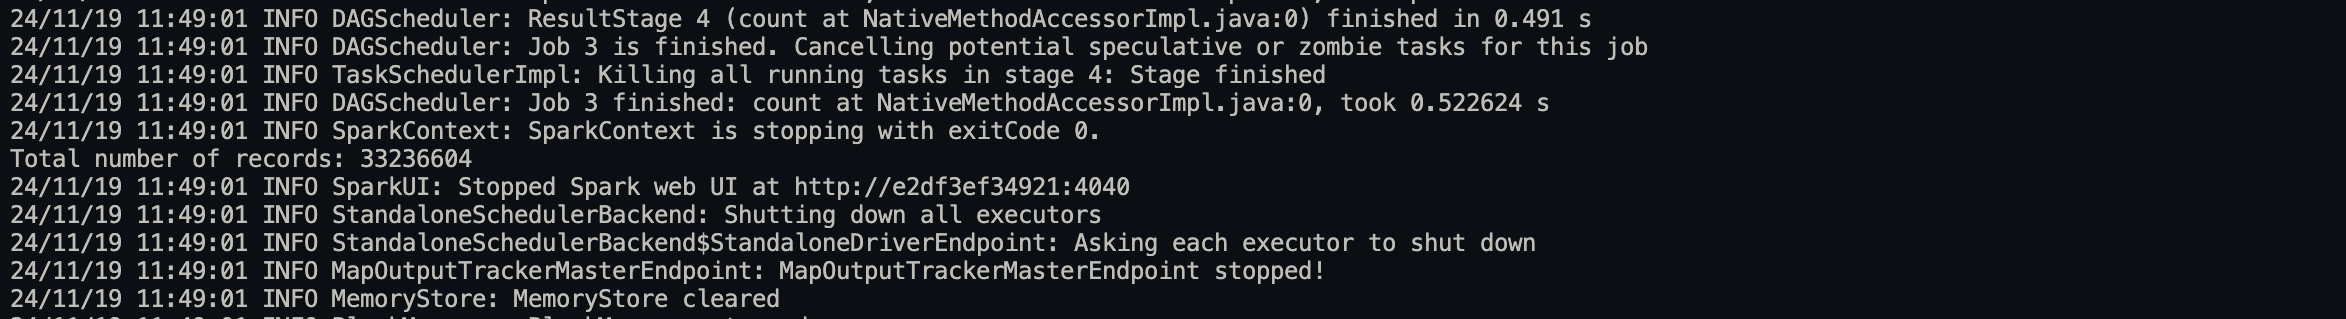 24/11/19 11:49:01 INFO DAGScheduler: ResultStage 4 (count at NativeMethodAccessorImpl.java:0) finished in 0.491 s
24/11/19 11:49:01 INFO DAGScheduler: Job 3 is finished. Cancelling potential speculative or zombie tasks for this job
24/11/19 11:49:01 INFO TaskSchedulerImpl: Killing all running tasks in stage 4: Stage finished
24/11/19 11:49:01 INFO DAGScheduler: Job 3 finished: count at NativeMethodAccessorImpl.java:0, took 0.522624 s
24/11/19 11:49:01 INFO SparkContext: SparkContext is stopping with exitCode 0.
Total number of records: 33236604
24/11/19 11:49:01 INFO SparkUI: Stopped Spark web UI at http://e2df3ef34921:4040
24/11/19 11:49:01 INFO StandaloneSchedulerBackend: Shutting down all executors
24/11/19 11:49:01 INFO StandaloneSchedulerBackend$StandaloneDriverEndpoint: Asking each executor to shut down
24/11/19 11:49:01 INFO MapOutputTrackerMasterEndpoint: MapOutputTrackerMasterEndpoint stopped!
24/11/19 11:49:01 INFO MemoryStore: MemoryStore cleared